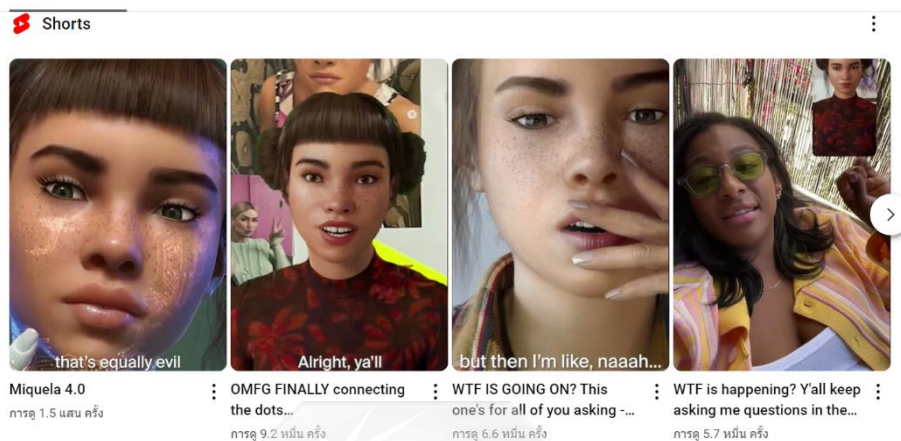 Shorts
that's equally evil
Alright, ya'll
but then I'm like, naaah...
Miquela 4.0
OMFG FINALLY connecting
the dots...
WTF IS GOING ON? This
one's for all of you asking -...
WTF is happening? Y'all keep
asking me questions in the...
การดู 1.5 แสน ครั้ง
การดู 9.2 หมื่น ครั้ง
การดู 6.6 หมื่น ครั้ง
การดู 5.7 หมื่น ครั้ง